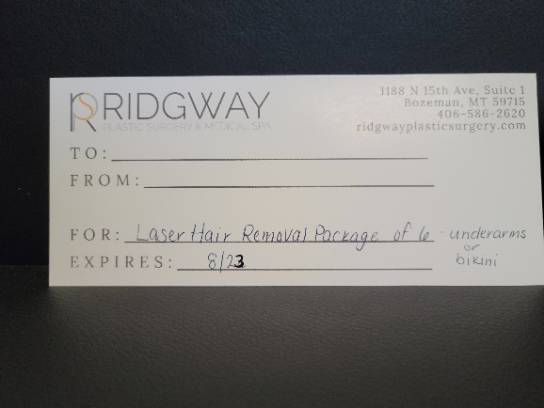 RS RIDGWAY
PLASTIC SURGERY & MEDICAL SPA
3188 N 15th Ave, Suite 1
Bozeman, MT 59715
406-586-2620
ridgwayplasticsurgery.com
TO:
FROM:
FOR: Laser Hair Removal Package of 6 - underarms
or
bikini
EXPIRES: 8/23